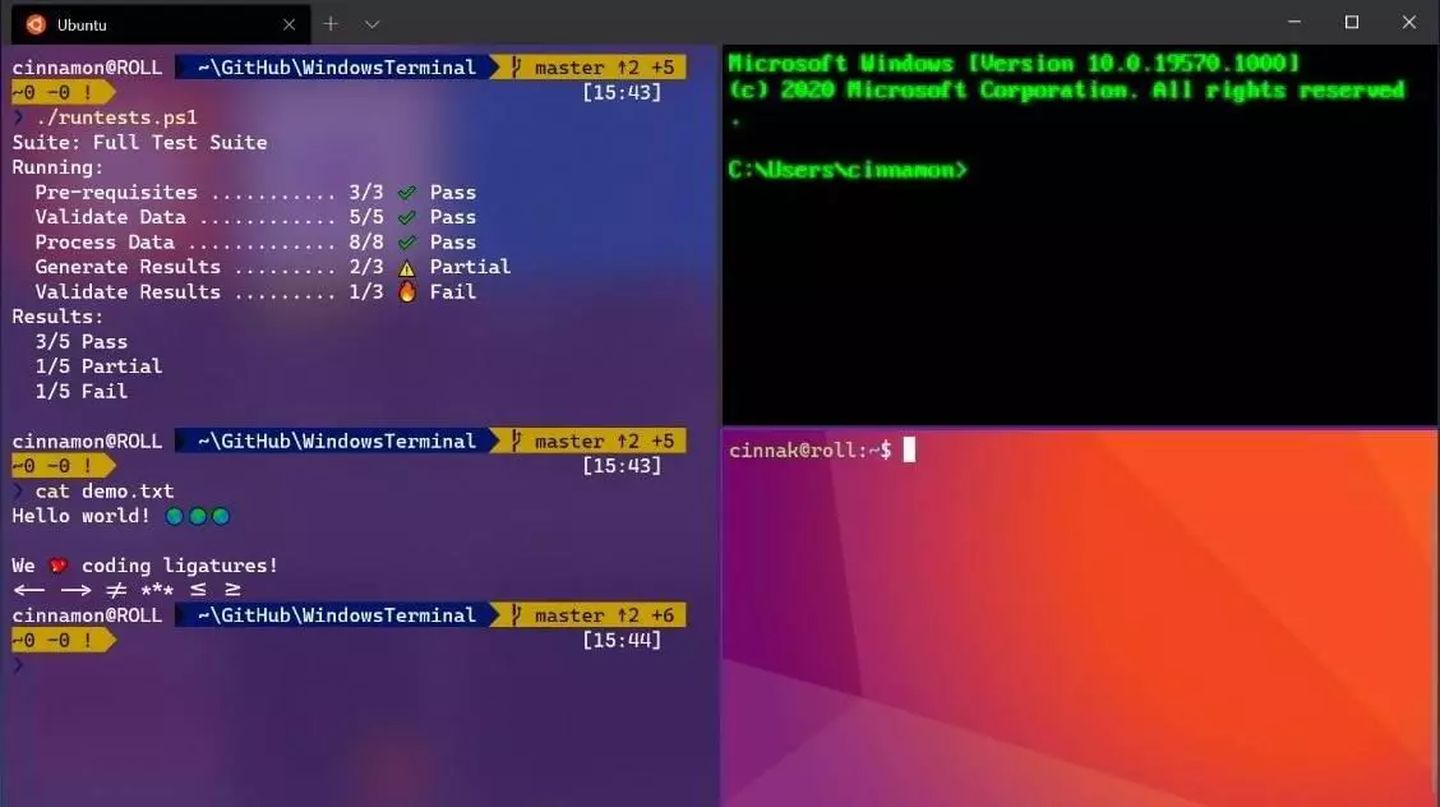 Ubuntu
cinnamon@ROLL ~\GitHub\WindowsTerminal master ↑2 +5
~0 -0 ! [15:43]
❯ ./runtests.ps1
Suite: Full Test Suite
Running:
Pre-requisites ........... 3/3 ✔ Pass
Validate Data ............ 5/5 ✔ Pass
Process Data ............. 8/8 ✔ Pass
Generate Results ......... 2/3 ⚠ Partial
Validate Results ......... 1/3 🔥 Fail
Results:
3/5 Pass
1/5 Partial
1/5 Fail
cinnamon@ROLL ~\GitHub\WindowsTerminal master ↑2 +5
~0 -0 ! [15:43]
❯ cat demo.txt
Hello world! 🌎🌍🌏
We 💖 coding ligatures!
⟵ ⟶ ≠ *** ≤ ≥
cinnamon@ROLL ~\GitHub\WindowsTerminal master ↑2 +6
~0 -0 ! [15:44]
❯
Microsoft Windows [Version 10.0.19570.1000]
(c) 2020 Microsoft Corporation. All rights reserved
.
C:\Users\cinnamon>
cinnak@roll:~$